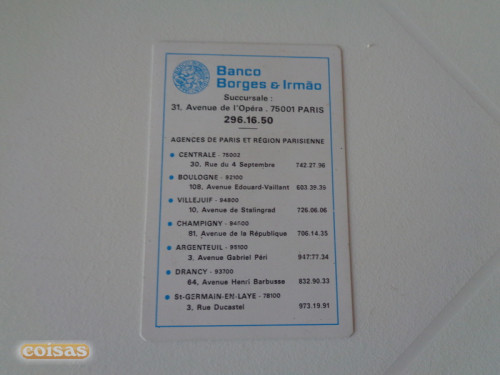 Banco
Borges & Irmão
Succursale :
31, Avenue de l'Opéra . 75001 PARIS
296.16.50
AGENCES DE PARIS ET RÉGION PARISIENNE
CENTRALE - 75002
30, Rue du 4 Septembre 742.27.96
BOULOGNE - 92100
108, Avenue Edouard-Vaillant 603.39.39
VILLEJUIF - 94800
10, Avenue de Stalingrad 726.06.06
CHAMPIGNY - 94500
81, Avenue de la République 706.14.35
ARGENTEUIL - 95100
3, Avenue Gabriel Péri 947.77.34
DRANCY - 93700
64, Avenue Henri Barbusse 832.90.33
St-GERMAIN-EN-LAYE - 78100
3, Rue Ducastel 973.19.91
coisas